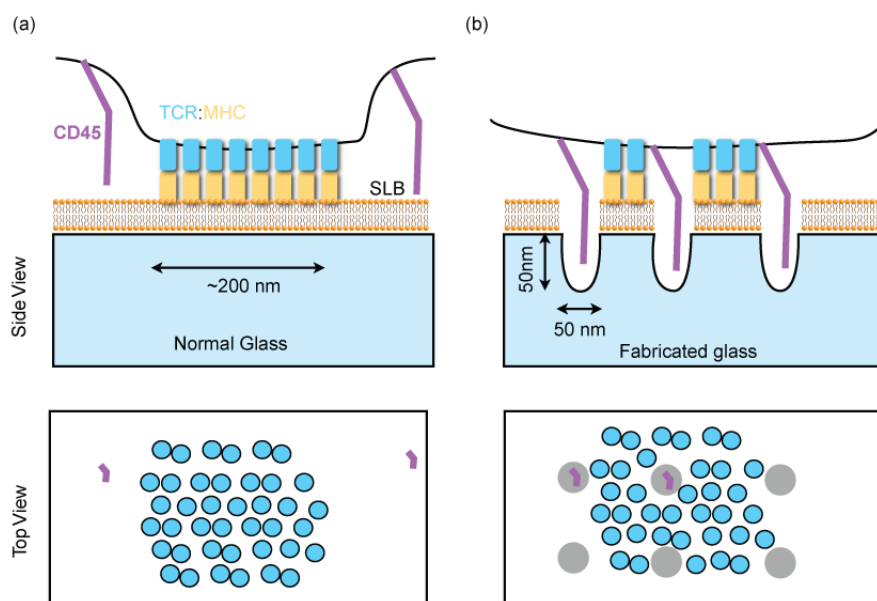 (a)
(b)
TCR:MHC
CD45
SLB
~200 nm
Normal Glass
50nm
50 nm
Fabricated glass
Side View
Top View